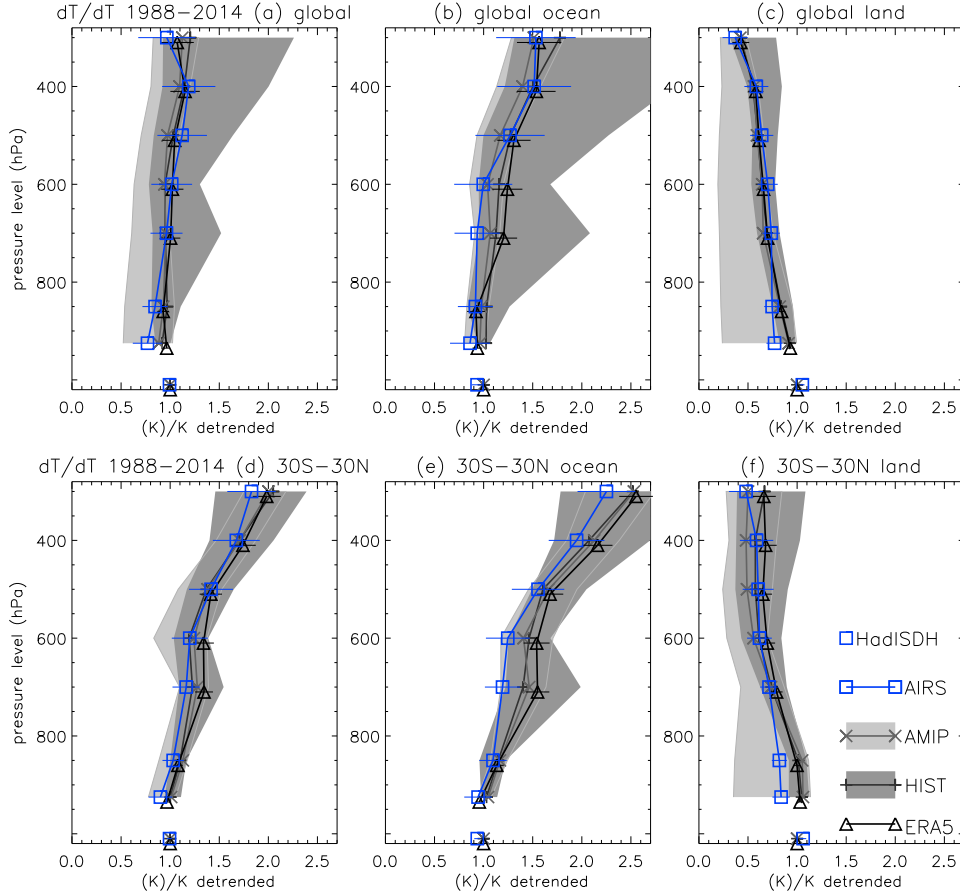 dT/dT 1988−2014 (a) global
(b) global ocean
(c) global land
pressure level (hPa)
400
600
800
400
600
800
400
600
800
0.0 0.5 1.0 1.5 2.0 2.5
0.0 0.5 1.0 1.5 2.0 2.5
0.0 0.5 1.0 1.5 2.0 2.5
(K)/K detrended
(K)/K detrended
(K)/K detrended
dT/dT 1988−2014 (d) 30S−30N
(e) 30S−30N ocean
(f) 30S−30N land
pressure level (hPa)
400
600
800
400
600
800
400
600
800
HadISDH
AIRS
AMIP
HIST
ERA5
0.0 0.5 1.0 1.5 2.0 2.5
0.0 0.5 1.0 1.5 2.0 2.5
0.0 0.5 1.0 1.5 2.0 2.5
(K)/K detrended
(K)/K detrended
(K)/K detrended